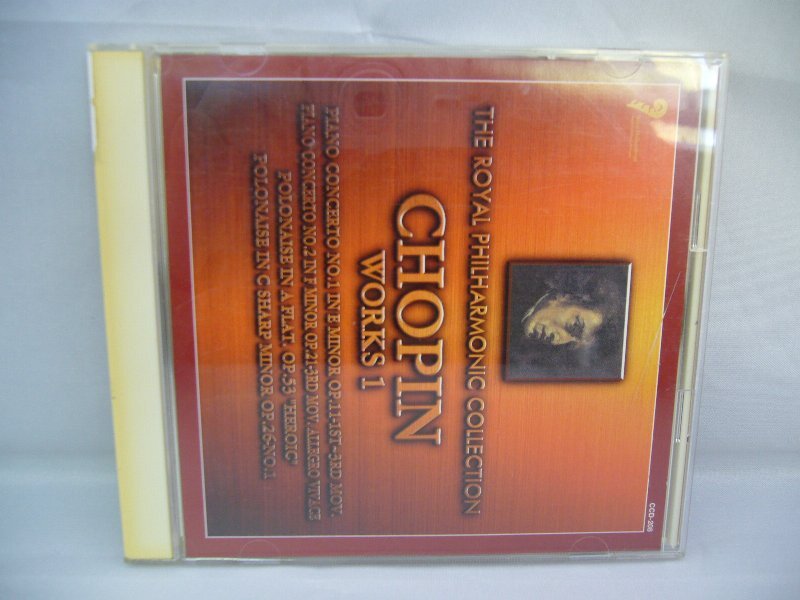 THE ROYAL PHILHARMONIC COLLECTION
CHOPIN
WORKS 1
PIANO CONCERTO NO.1 IN E MINOR OP.11-1ST~3RD MOV.
PIANO CONCERTO NO.2 IN F MINOR OP.21-3RD MOV. ALLEGRO VIVACE
POLONAISE IN A FLAT, OP.53 "HEROIC"
POLONAISE IN C SHARP MINOR OP.26-NO.1
CCD-208